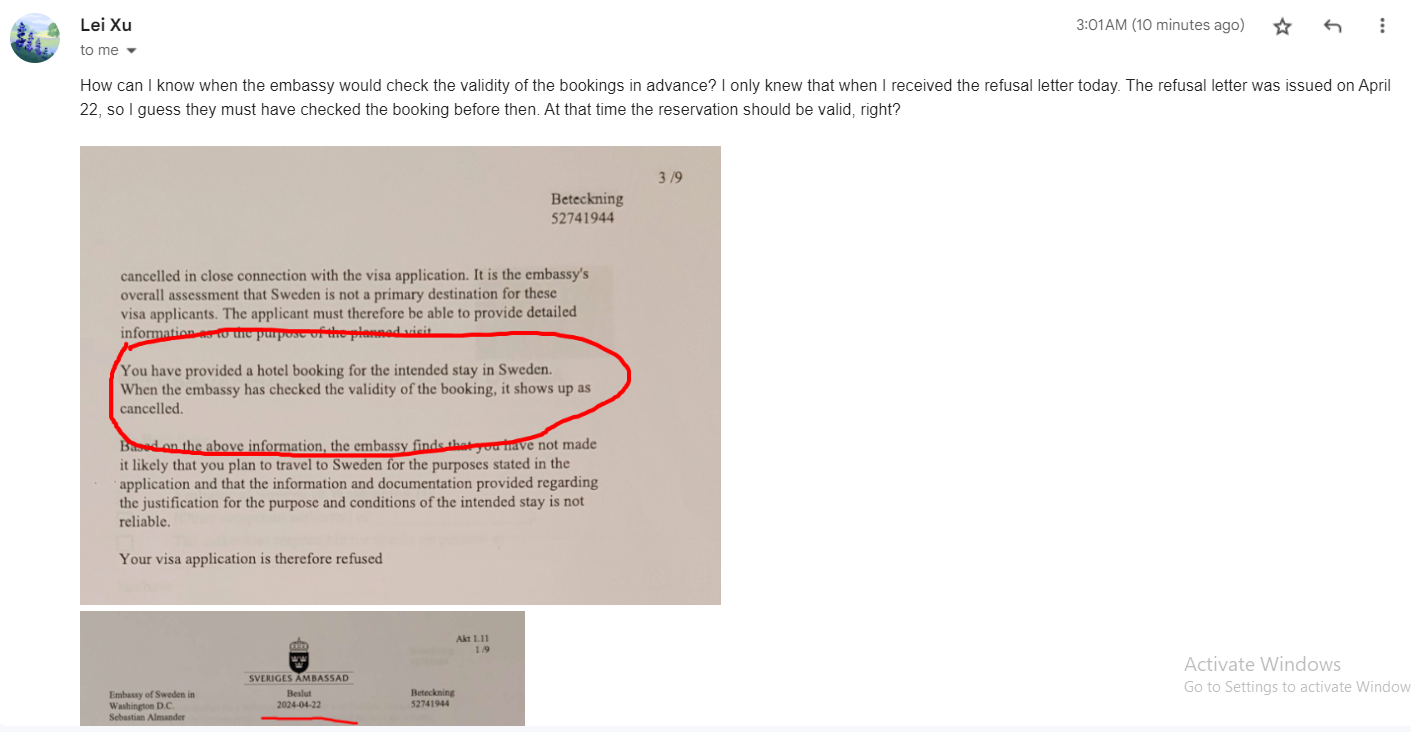 Lei Xu
3:01AM (10 minutes ago)
to me
How can I know when the embassy would check the validity of the bookings in advance? I only knew that when I received the refusal letter today. The refusal letter was issued on April
22, so I guess they must have checked the booking before then. At that time the reservation should be valid, right?
3 /9
Beteckning
52741944
cancelled in close connection with the visa application. It is the embassy's
overall assessment that Sweden is not a primary destination for these
visa applicants. The applicant must therefore be able to provide detailed
information as to the purpose of the planned visit
You have provided a hotel booking for the intended stay in Sweden.
When the embassy has checked the validity of the booking, it shows up as
cancelled.
Based on the above information, the embassy finds that you have not made
it likely that you plan to travel to Sweden for the purposes stated in the
application and that the information and documentation provided regarding
the justification for the purpose and conditions of the intended stay is not
reliable.
Your visa application is therefore refused
Akt 1.11
1/9
SVERIGES AMBASSAD
Embassy of Sweden in
Washington D.C.
Sebastian Almander
Beslut
2024-04-22
Beteckning
52741944
Activate Windows
Go to Settings to activate Window